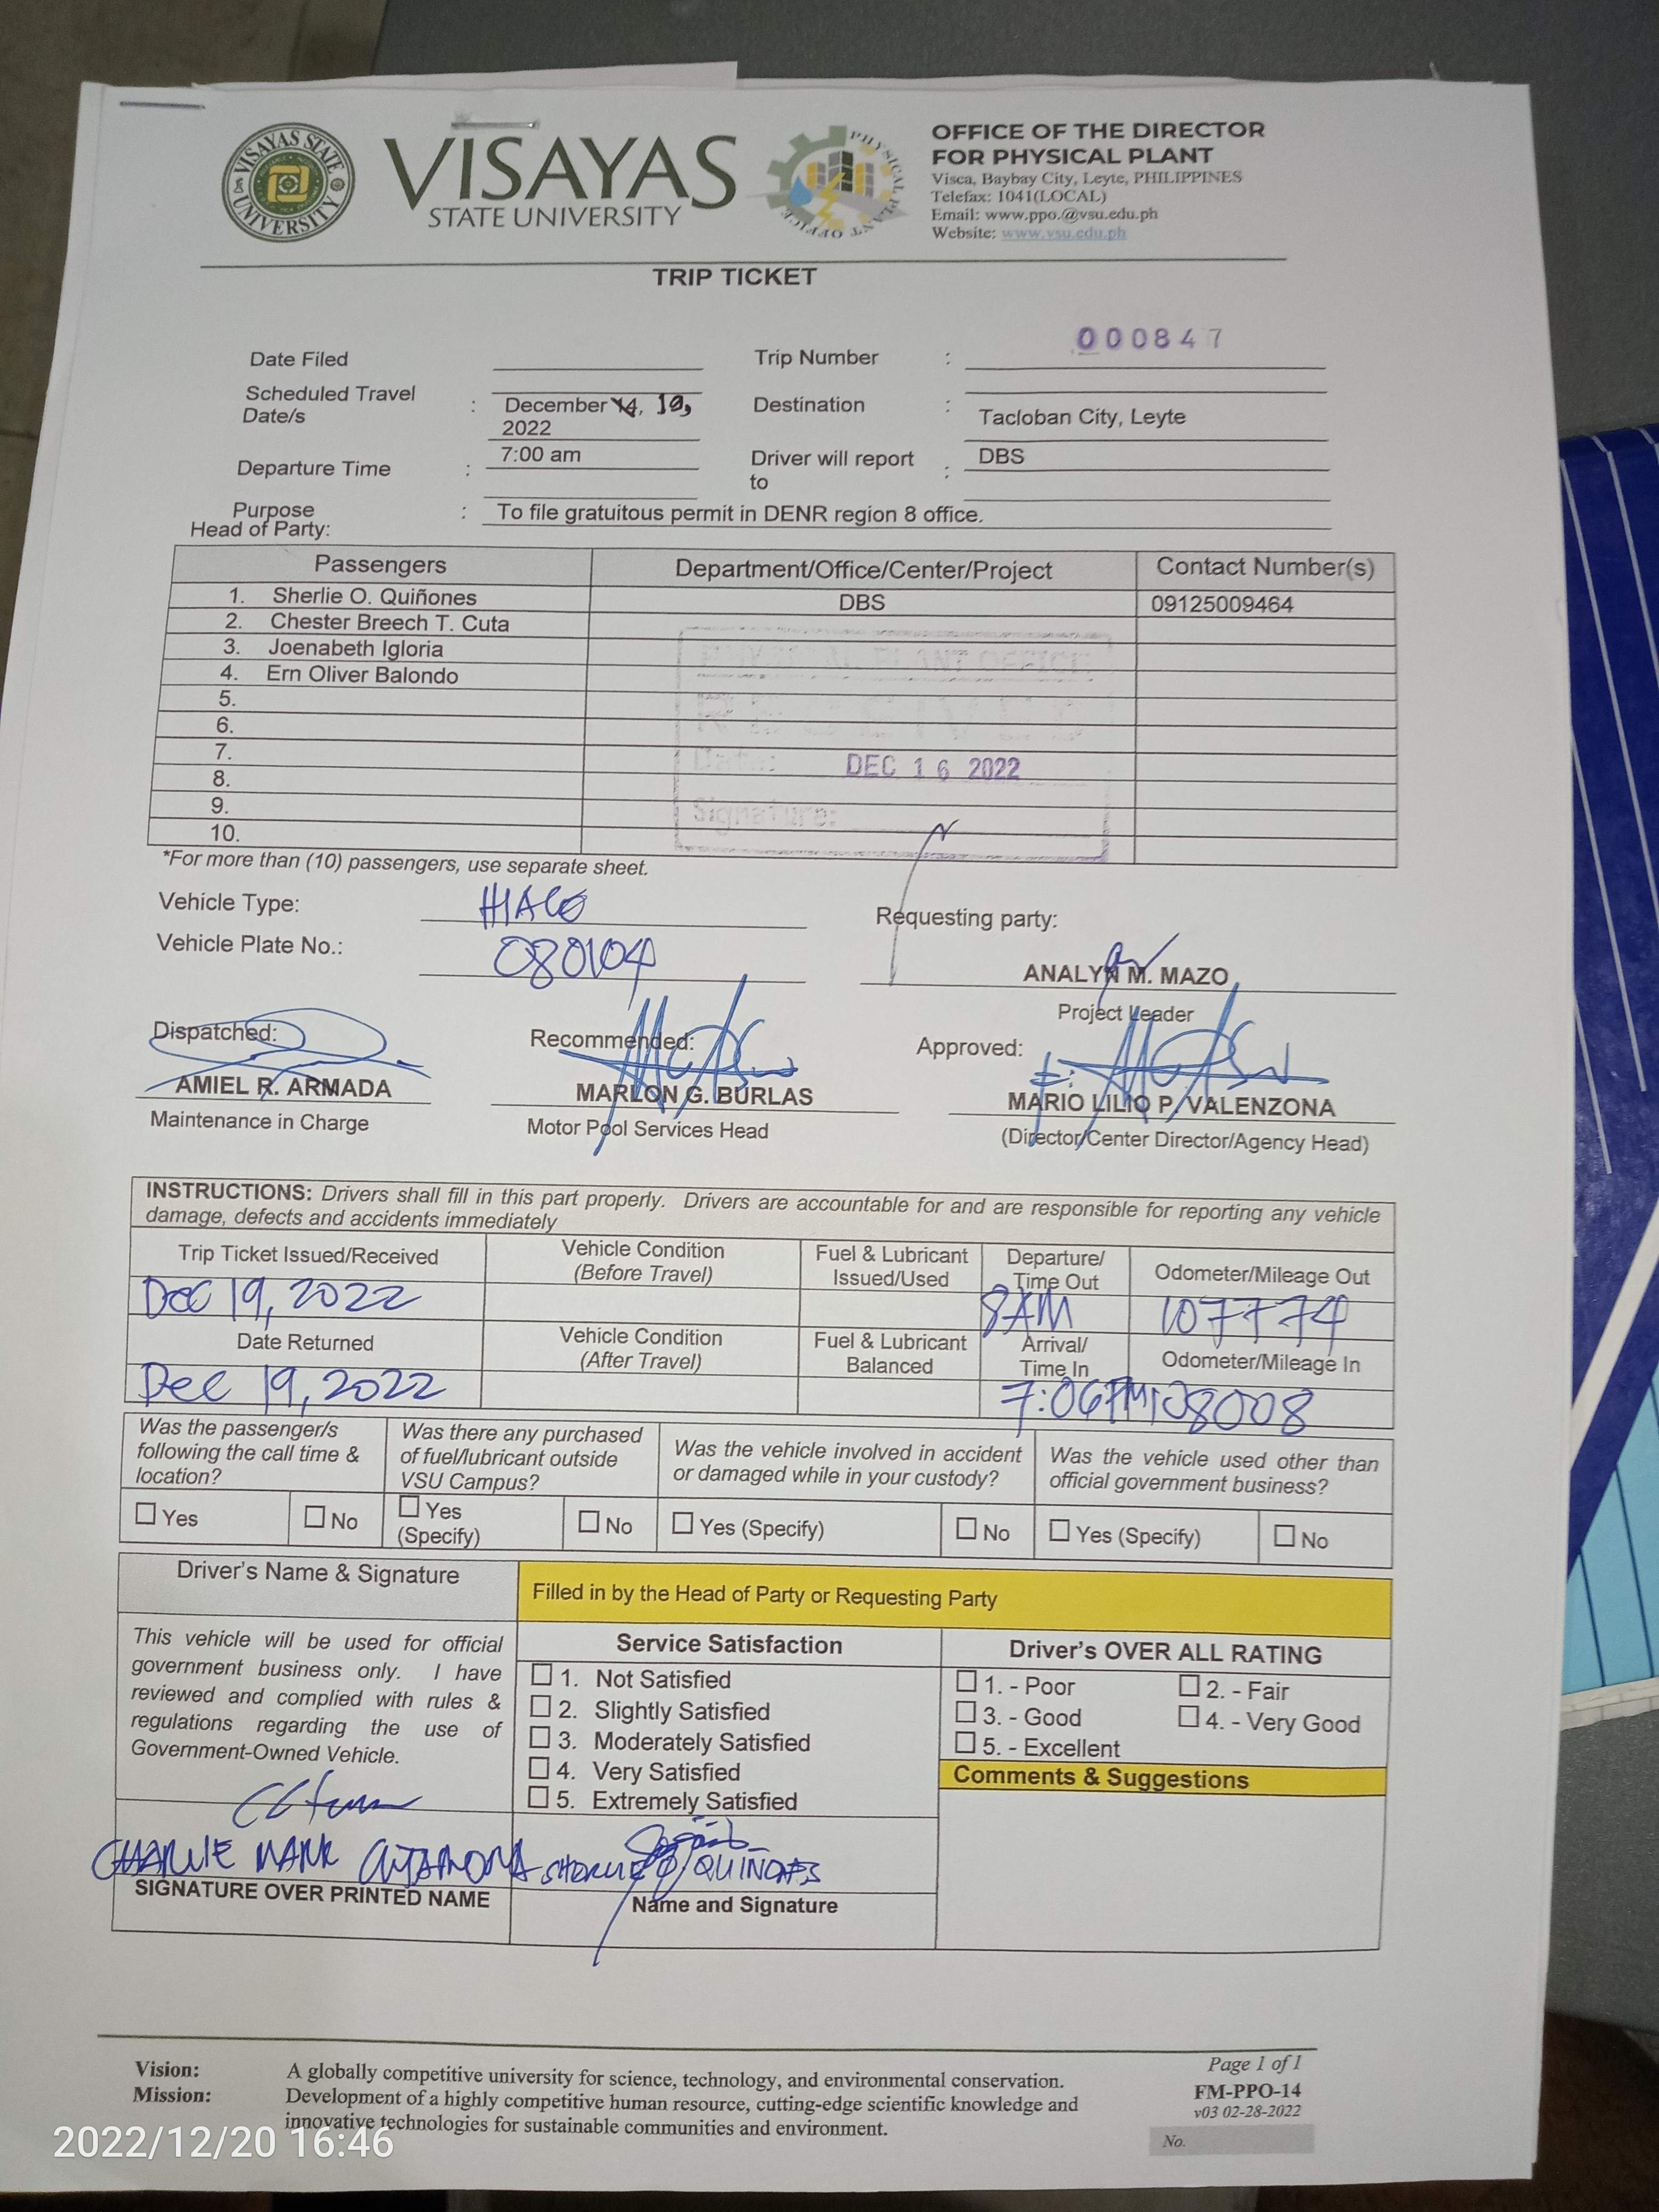 VISAYAS STATE UNIVERSITY
VISAYAS
STATE UNIVERSITY
PHYSICAL PLANT OFFICE
OFFICE OF THE DIRECTOR
FOR PHYSICAL PLANT
Visca, Baybay City, Leyte, PHILIPPINES
Telefax: 1041(LOCAL)
Email: www.ppo.@vsu.edu.ph
Website: www.vsu.edu.ph
TRIP TICKET
Date Filed Trip Number : 000847
Scheduled Travel Date/s : December 14, 19, 2022 Destination : Tacloban City, Leyte
Departure Time : 7:00 am Driver will report to : DBS
Purpose : To file gratuitous permit in DENR region 8 office.
Head of Party:
Passengers Department/Office/Center/Project Contact Number(s)
1. Sherlie O. Quiñones DBS 09125009464
2. Chester Breech T. Cuta
3. Joenabeth Igloria
4. Ern Oliver Balondo
5.
6.
7.
8.
9.
10.
PHYSICAL PLANT OFFICE
RECEIVED
Date: DEC 16 2022
Signature:
*For more than (10) passengers, use separate sheet.
Vehicle Type: HIACE
Vehicle Plate No.: 080104
Requesting party:
ANALYN M. MAZO
Project Leader
Dispatched: Recommended: Approved:
AMIEL R. ARMADA MARLON G. BURLAS MARIO LILIO P. VALENZONA
Maintenance in Charge Motor Pool Services Head (Director/Center Director/Agency Head)
INSTRUCTIONS: Drivers shall fill in this part properly. Drivers are accountable for and are responsible for reporting any vehicle
damage, defects and accidents immediately
Trip Ticket Issued/Received Vehicle Condition (Before Travel) Fuel & Lubricant Issued/Used Departure/ Time Out Odometer/Mileage Out
Dec 19, 2022 8AM 107774
Date Returned Vehicle Condition (After Travel) Fuel & Lubricant Balanced Arrival/ Time In Odometer/Mileage In
Dec 19, 2022 7:06PM 108008
Was the passenger/s following the call time & location? Was there any purchased of fuel/lubricant outside VSU Campus? Was the vehicle involved in accident or damaged while in your custody? Was the vehicle used other than official government business?
Yes No Yes (Specify) No Yes (Specify) No Yes (Specify) No
Driver's Name & Signature Filled in by the Head of Party or Requesting Party
This vehicle will be used for official
government business only. I have
reviewed and complied with rules &
regulations regarding the use of
Government-Owned Vehicle.
Service Satisfaction
1. Not Satisfied
2. Slightly Satisfied
3. Moderately Satisfied
4. Very Satisfied
5. Extremely Satisfied
Driver's OVER ALL RATING
1. - Poor 2. - Fair
3. - Good 4. - Very Good
5. - Excellent
Comments & Suggestions
CHARLIE MARK SHERLIE O. QUIÑONES
SIGNATURE OVER PRINTED NAME Name and Signature
Vision: A globally competitive university for science, technology, and environmental conservation.
Mission: Development of a highly competitive human resource, cutting-edge scientific knowledge and
innovative technologies for sustainable communities and environment.
Page 1 of 1
FM-PPO-14
v03 02-28-2022
No.
2022/12/20 16:46